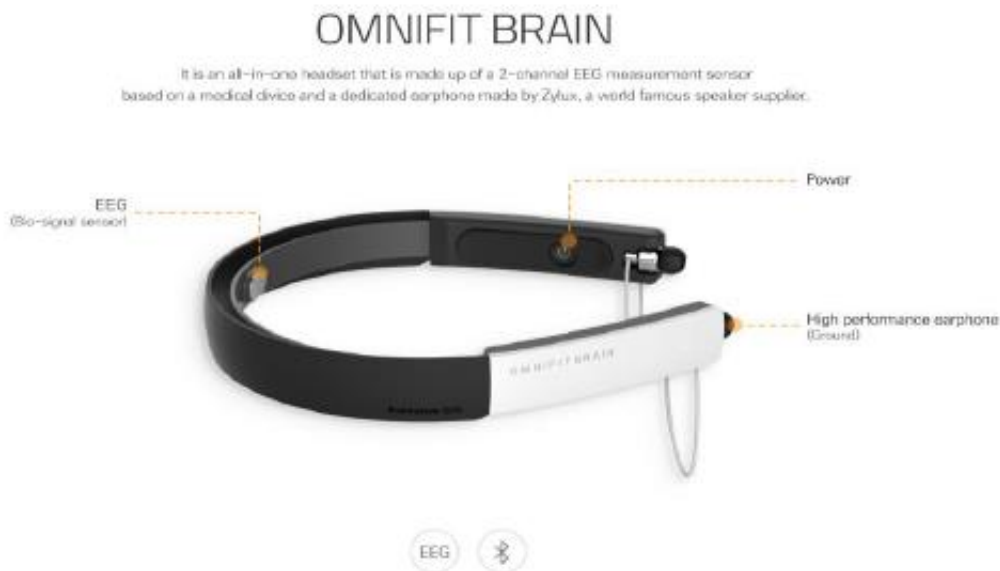 OMNIFIT BRAIN
It is an all-in-one headset that is made up of a 2-channel EEG measurement sensor
based on a medical divice and a dedicated earphone made by Zylux, a world famous speaker supplier.
Power
EEG
(Bio-signal sensor)
High performance earphone
(Ground)
OMNIFIT BRAIN
EEG